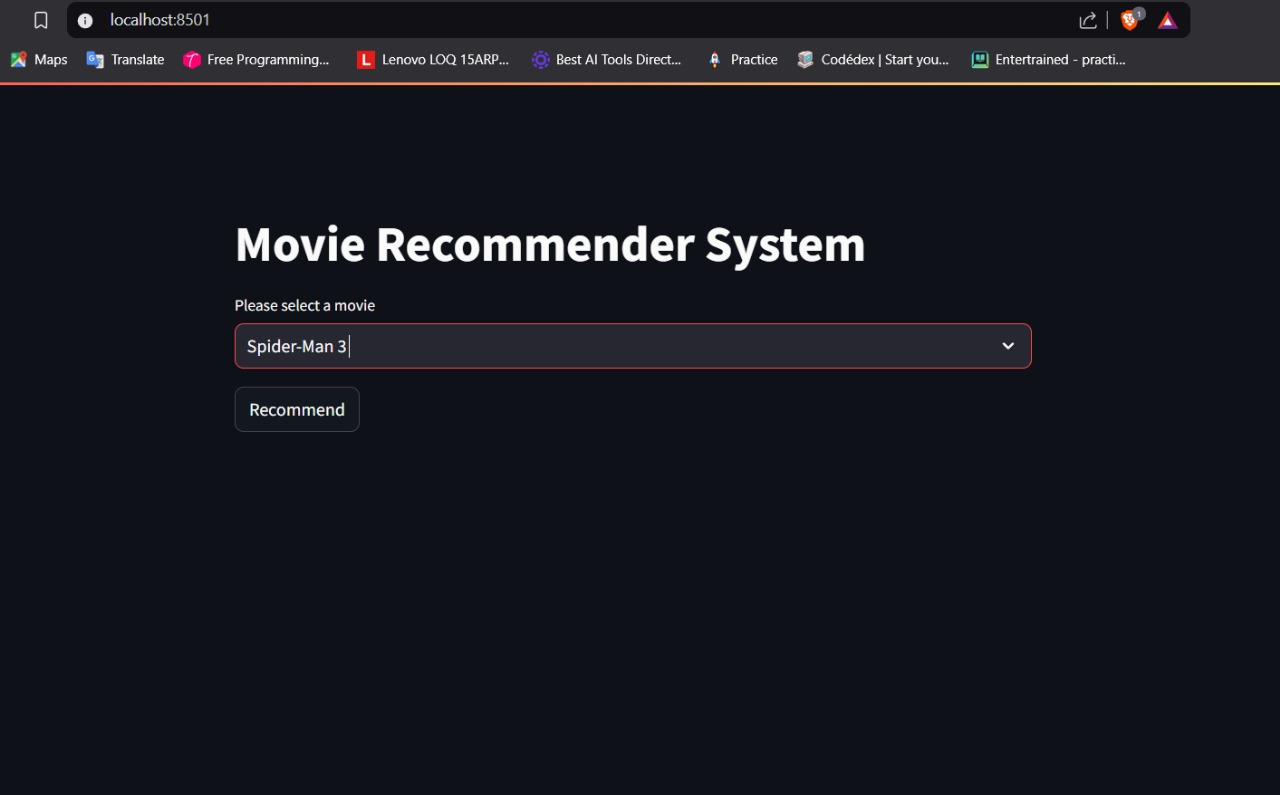 localhost:8501
1
Maps
Translate
Free Programming...
L
Lenovo LOQ 15ARP...
Best AI Tools Direct...
Practice
Codédex | Start you...
Entertrained - practi...
Movie Recommender System
Please select a movie
Spider-Man 3
Recommend